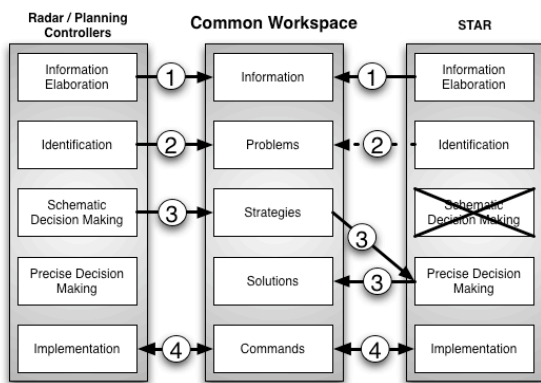 Radar / Planning
Controllers
Common Workspace
STAR
Information
Elaboration
1
Information
1
Information
Elaboration
Identification
2
Problems
2
Identification
Schematic
Decision Making
3
Strategies
Schematic
Decision Making
3
Precise Decision
Making
Solutions
3
Precise Decision
Making
Implementation
4
Commands
4
Implementation